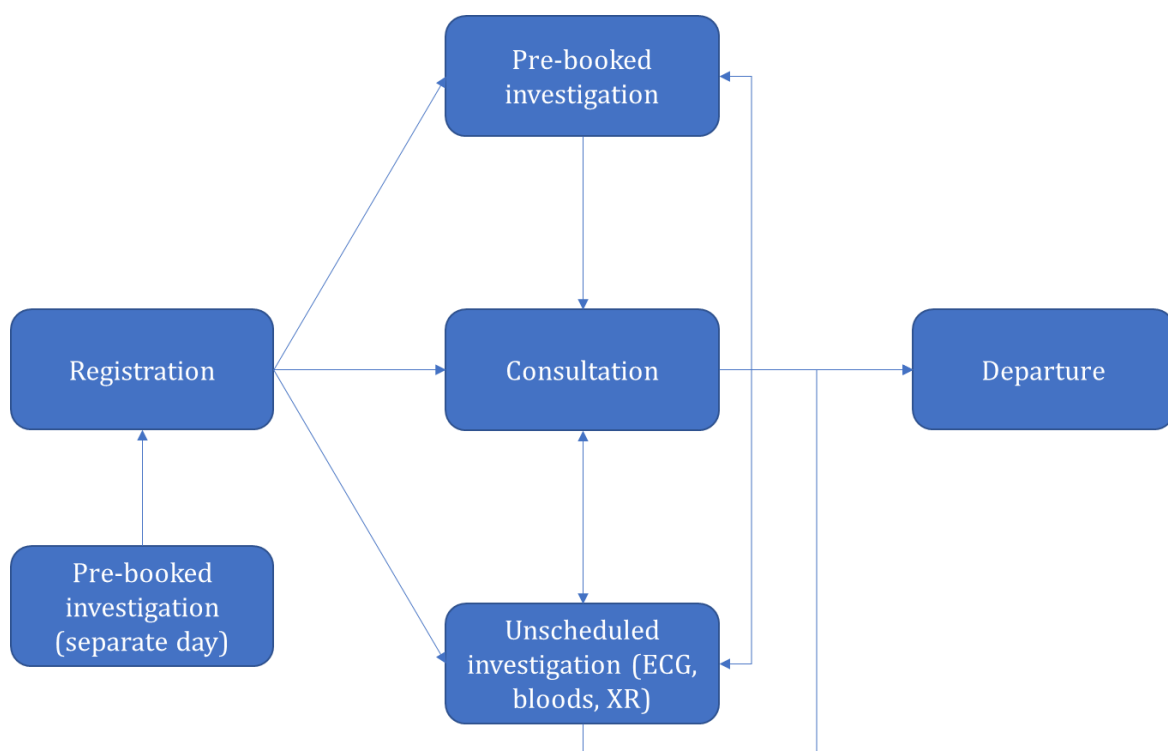 Pre-booked
investigation
Registration
Consultation
Departure
Pre-booked
investigation
(separate day)
Unscheduled
investigation (ECG,
bloods, XR)